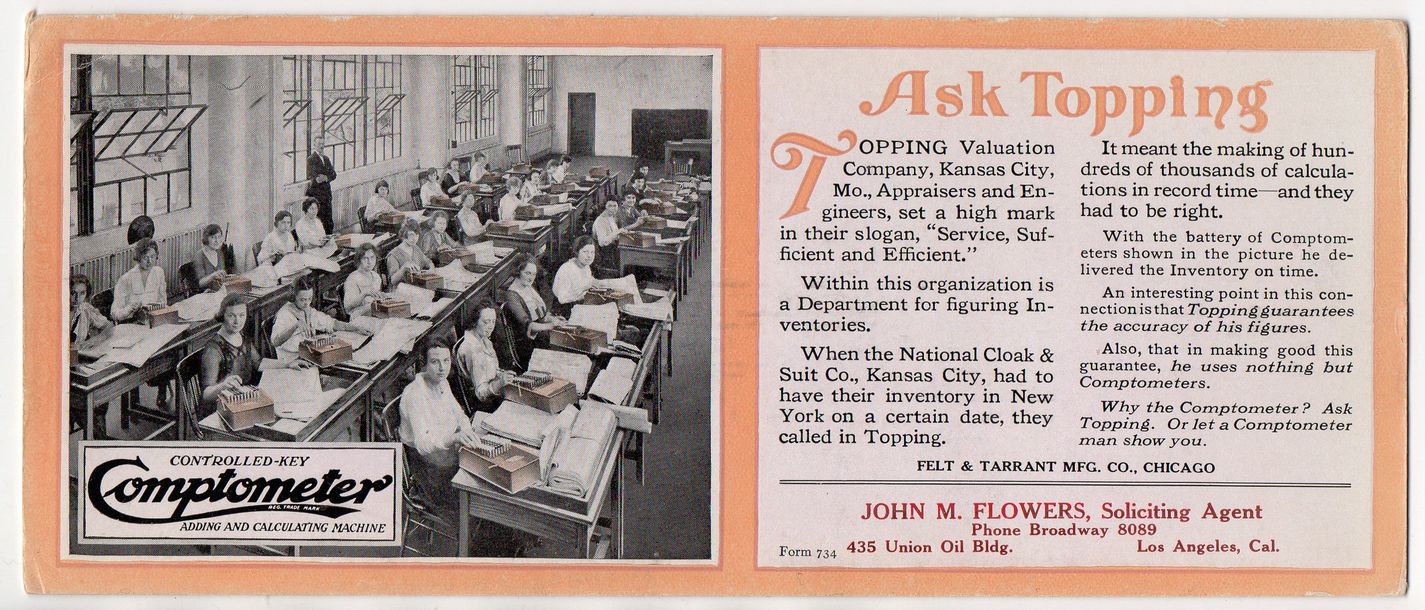 CONTROLLED-KEY
Comptometer
REG. TRADE MARK
ADDING AND CALCULATING MACHINE
Ask Topping
TOPPING Valuation
Company, Kansas City,
Mo., Appraisers and En-
gineers, set a high mark
in their slogan, “Service, Suf-
ficient and Efficient.”
Within this organization is
a Department for figuring In-
ventories.
When the National Cloak &
Suit Co., Kansas City, had to
have their inventory in New
York on a certain date, they
called in Topping.
It meant the making of hun-
dreds of thousands of calcula-
tions in record time—and they
had to be right.
With the battery of Comptom-
eters shown in the picture he de-
livered the Inventory on time.
An interesting point in this con-
nection is that Topping guarantees
the accuracy of his figures.
Also, that in making good this
guarantee, he uses nothing but
Comptometers.
Why the Comptometer? Ask
Topping. Or let a Comptometer
man show you.
FELT & TARRANT MFG. CO., CHICAGO
JOHN M. FLOWERS, Soliciting Agent
Phone Broadway 8089
Form 734 435 Union Oil Bldg. Los Angeles, Cal.